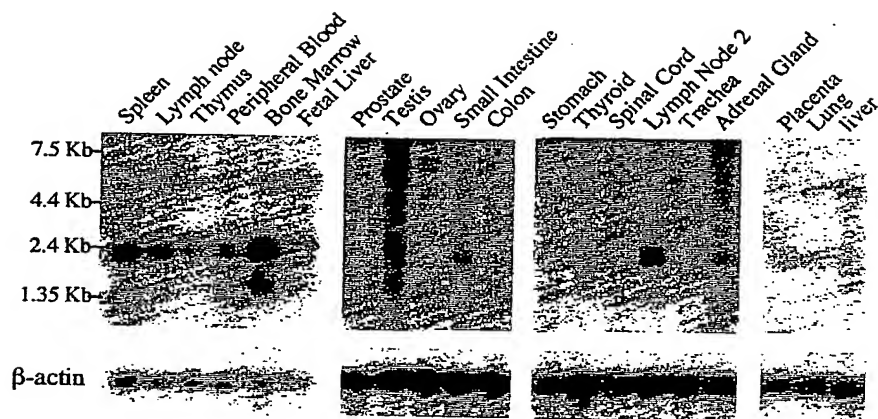 Spleen
Lymph node
Thymus
Peripheral Blood
Bone Marrow
Fetal Liver
Prostate
Testis
Ovary
Small Intestine
Colon
Stomach
Thyroid
Spinal Cord
Lymph Node 2
Trachea
Adrenal Gland
Placenta
Lung
liver
7.5 Kb
4.4 Kb
2.4 Kb
1.35 Kb
β-actin